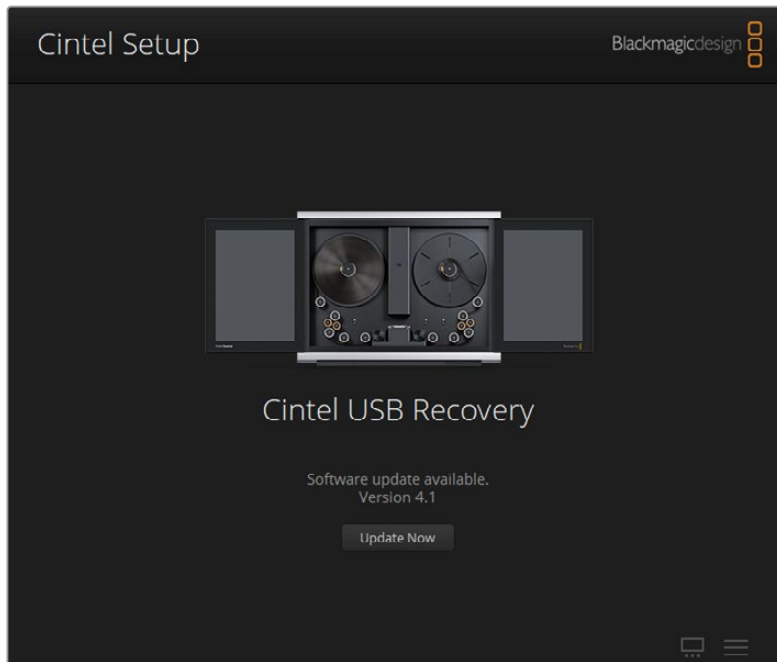 Cintel Setup
Blackmagicdesign
Cintel USB Recovery
Software update available.
Version 4.1
Update Now